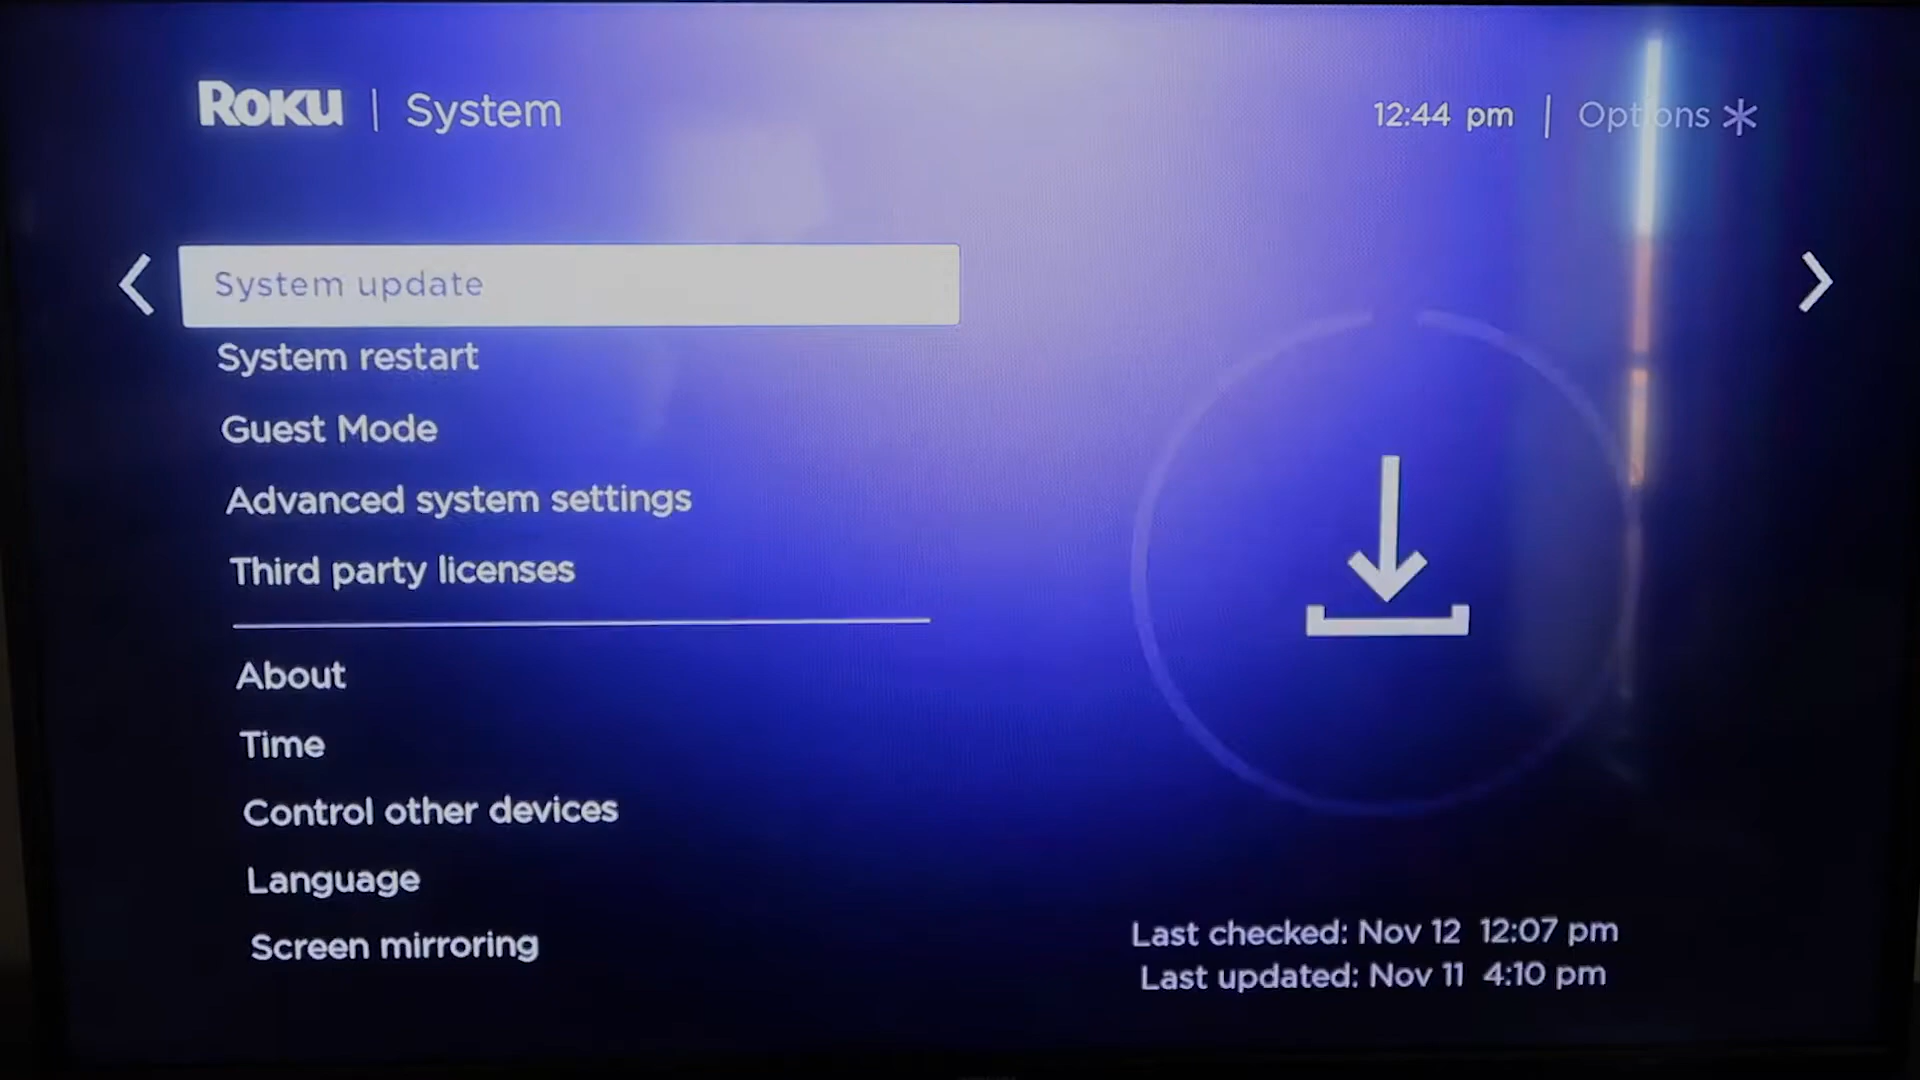 Roku | System
12:44 pm | Options *
System update
System restart
Guest Mode
Advanced system settings
Third party licenses
About
Time
Control other devices
Language
Screen mirroring
Last checked: Nov 12 12:07 pm
Last updated: Nov 11 4:10 pm